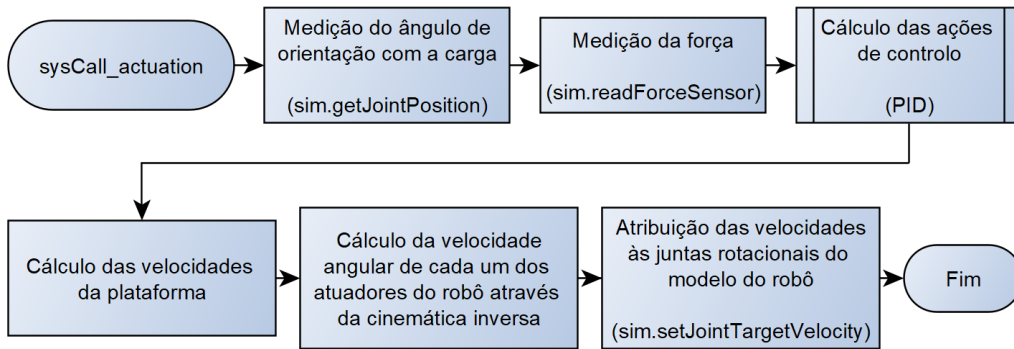 sysCall_actuation
Medição do ângulo de
orientação com a carga
(sim.getJointPosition)
Medição da força
(sim.readForceSensor)
Cálculo das ações
de controlo
(PID)
Cálculo das velocidades
da plataforma
Cálculo da velocidade
angular de cada um dos
atuadores do robô através
da cinemática inversa
Atribuição das velocidades
às juntas rotacionais do
modelo do robô
(sim.setJointTargetVelocity)
Fim